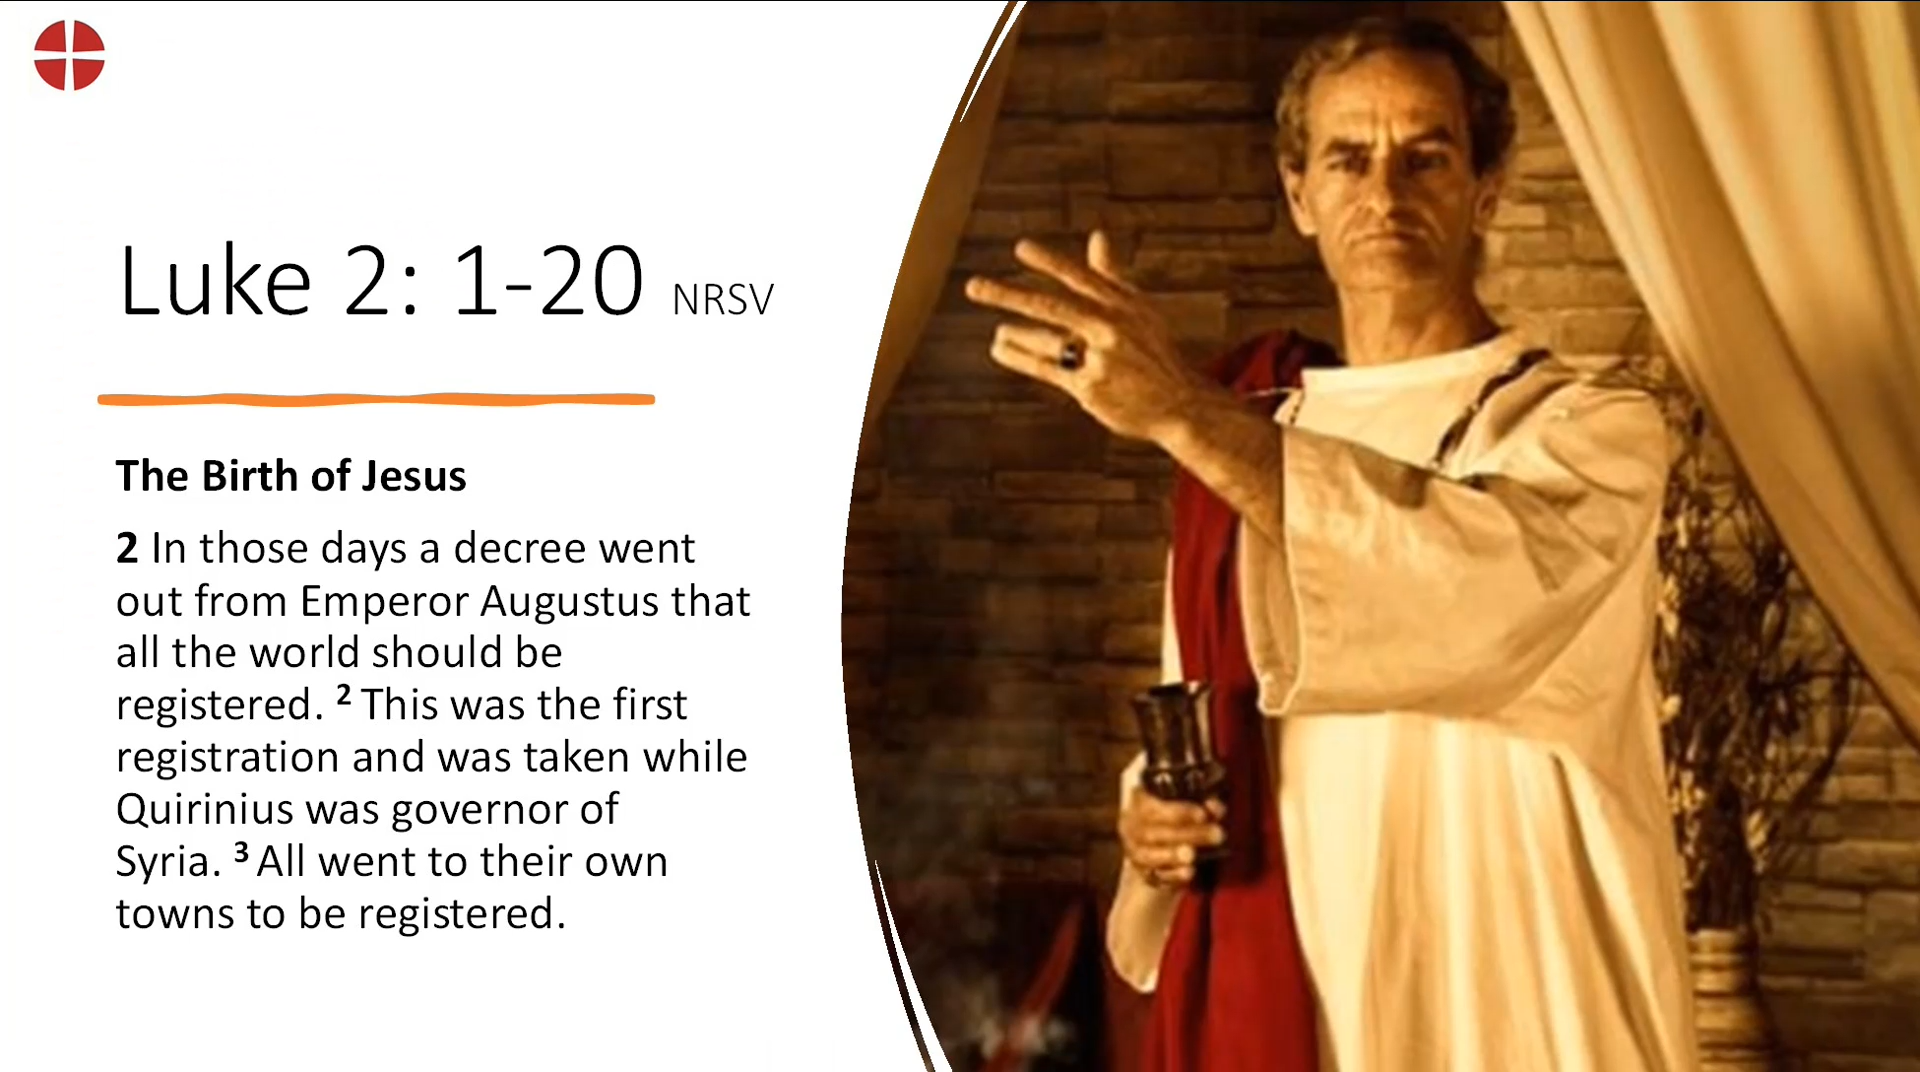 Luke 2: 1-20 NRSV
The Birth of Jesus
2 In those days a decree went
out from Emperor Augustus that
all the world should be
registered. ² This was the first
registration and was taken while
Quirinius was governor of
Syria. ³ All went to their own
towns to be registered.